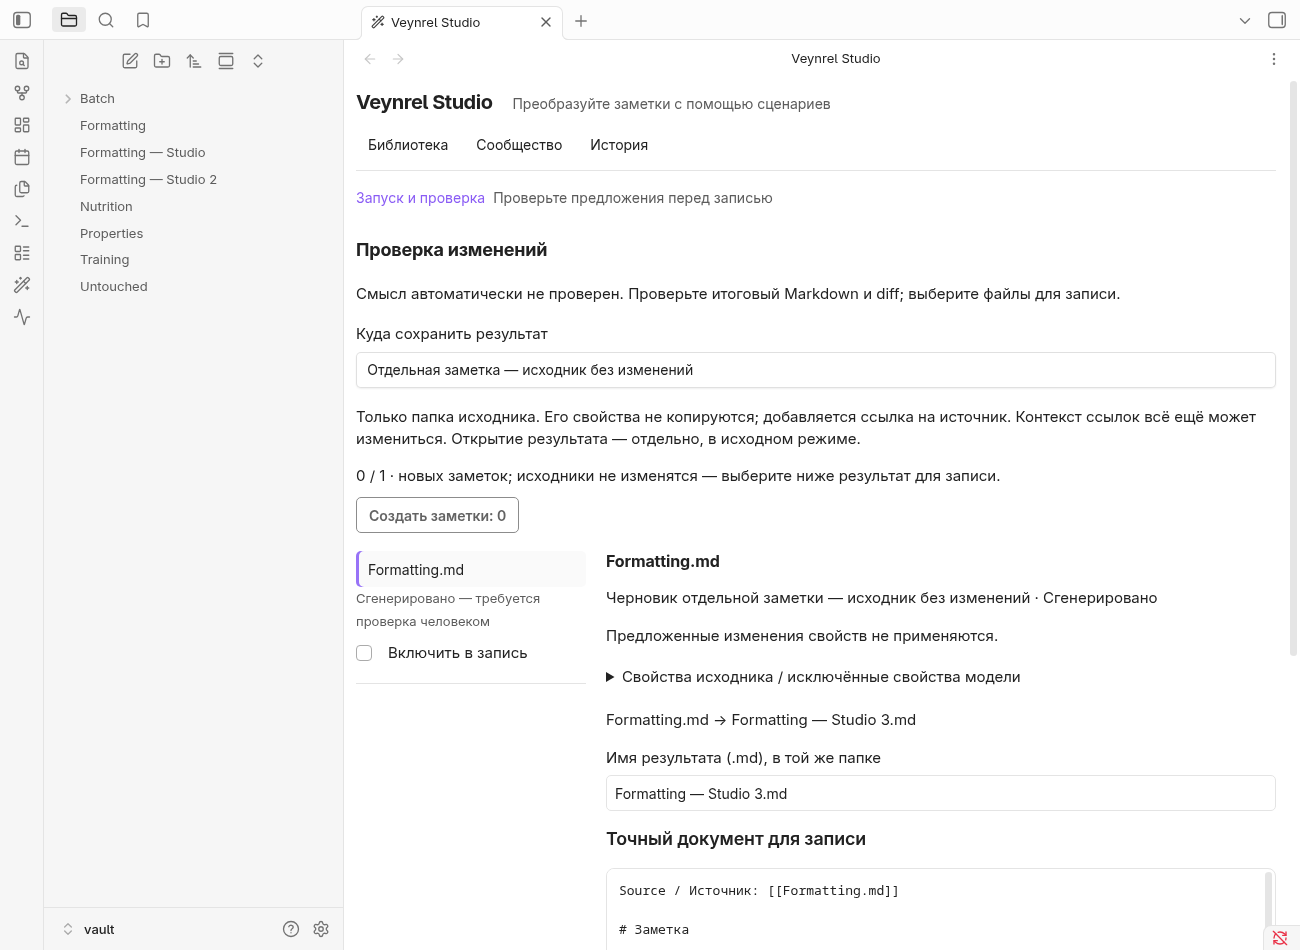 Veynrel Studio
Veynrel Studio
Batch
Formatting
Formatting — Studio
Formatting — Studio 2
Nutrition
Properties
Training
Untouched
vault
Veynrel Studio Преобразуйте заметки с помощью сценариев
Библиотека Сообщество История
Запуск и проверка Проверьте предложения перед записью
Проверка изменений
Смысл автоматически не проверен. Проверьте итоговый Markdown и diff; выберите файлы для записи.
Куда сохранить результат
Отдельная заметка — исходник без изменений
Только папка исходника. Его свойства не копируются; добавляется ссылка на источник. Контекст ссылок всё ещё может
измениться. Открытие результата — отдельно, в исходном режиме.
0 / 1 · новых заметок; исходники не изменятся — выберите ниже результат для записи.
Создать заметки: 0
Formatting.md
Сгенерировано — требуется
проверка человеком
Включить в запись
Formatting.md
Черновик отдельной заметки — исходник без изменений · Сгенерировано
Предложенные изменения свойств не применяются.
Свойства исходника / исключённые свойства модели
Formatting.md → Formatting — Studio 3.md
Имя результата (.md), в той же папке
Formatting — Studio 3.md
Точный документ для записи
Source / Источник: [[Formatting.md]]
# Заметка